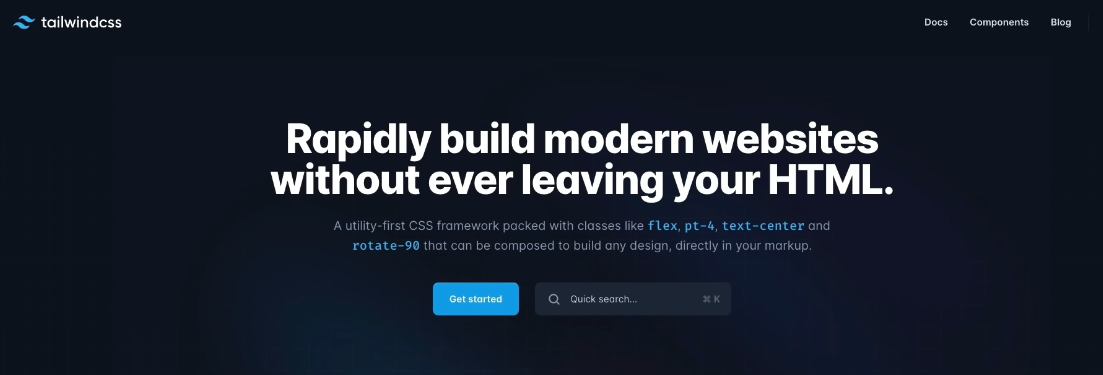 tailwindcss
Docs Components Blog
Rapidly build modern websites
without ever leaving your HTML.
A utility-first CSS framework packed with classes like flex, pt-4, text-center and
rotate-90 that can be composed to build any design, directly in your markup.
Get started
Quick search... ⌘ K